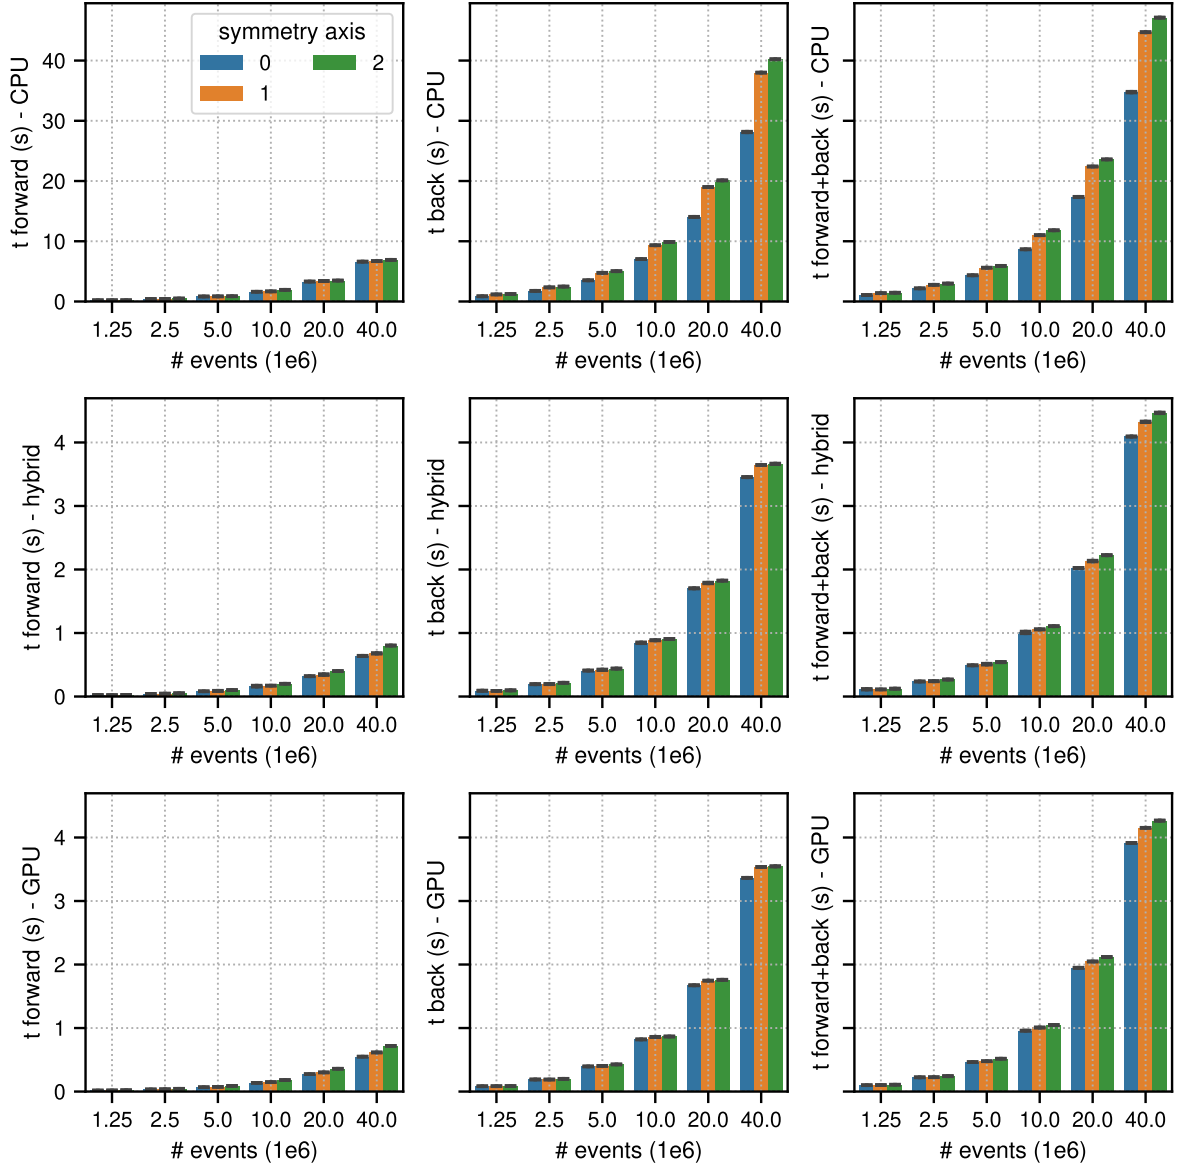 symmetry axis
0 2
1
t forward (s) - CPU
40
30
20
10
0
1.25 2.5 5.0 10.0 20.0 40.0
# events (1e6)
t back (s) - CPU
1.25 2.5 5.0 10.0 20.0 40.0
# events (1e6)
t forward+back (s) - CPU
1.25 2.5 5.0 10.0 20.0 40.0
# events (1e6)
t forward (s) - hybrid
4
3
2
1
0
1.25 2.5 5.0 10.0 20.0 40.0
# events (1e6)
t back (s) - hybrid
1.25 2.5 5.0 10.0 20.0 40.0
# events (1e6)
t forward+back (s) - hybrid
1.25 2.5 5.0 10.0 20.0 40.0
# events (1e6)
t forward (s) - GPU
4
3
2
1
0
1.25 2.5 5.0 10.0 20.0 40.0
# events (1e6)
t back (s) - GPU
1.25 2.5 5.0 10.0 20.0 40.0
# events (1e6)
t forward+back (s) - GPU
1.25 2.5 5.0 10.0 20.0 40.0
# events (1e6)